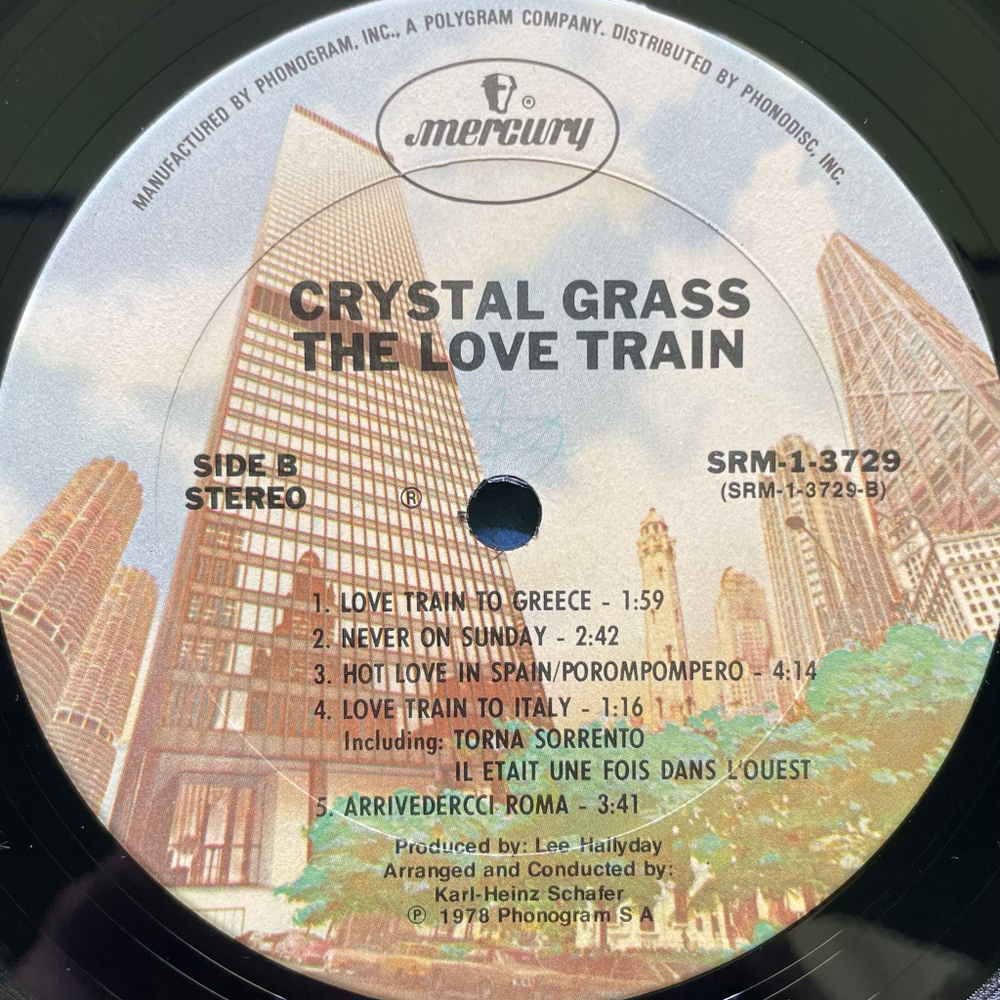 MANUFACTURED BY PHONOGRAM, INC., A POLYGRAM COMPANY. DISTRIBUTED BY PHONODISC, INC.
®
mercury
CRYSTAL GRASS
THE LOVE TRAIN
SIDE B
STEREO
®
SRM-1-3729
(SRM-1-3729-B)
1. LOVE TRAIN TO GREECE - 1:59
2. NEVER ON SUNDAY - 2:42
3. HOT LOVE IN SPAIN/POROMPOMPERO - 4:14
4. LOVE TRAIN TO ITALY - 1:16
Including: TORNA SORRENTO
IL ETAIT UNE FOIS DANS L'OUEST
5. ARRIVEDERCCI ROMA - 3:41
Produced by: Lee Hallyday
Arranged and Conducted by:
Karl-Heinz Schafer
℗ 1978 Phonogram S A